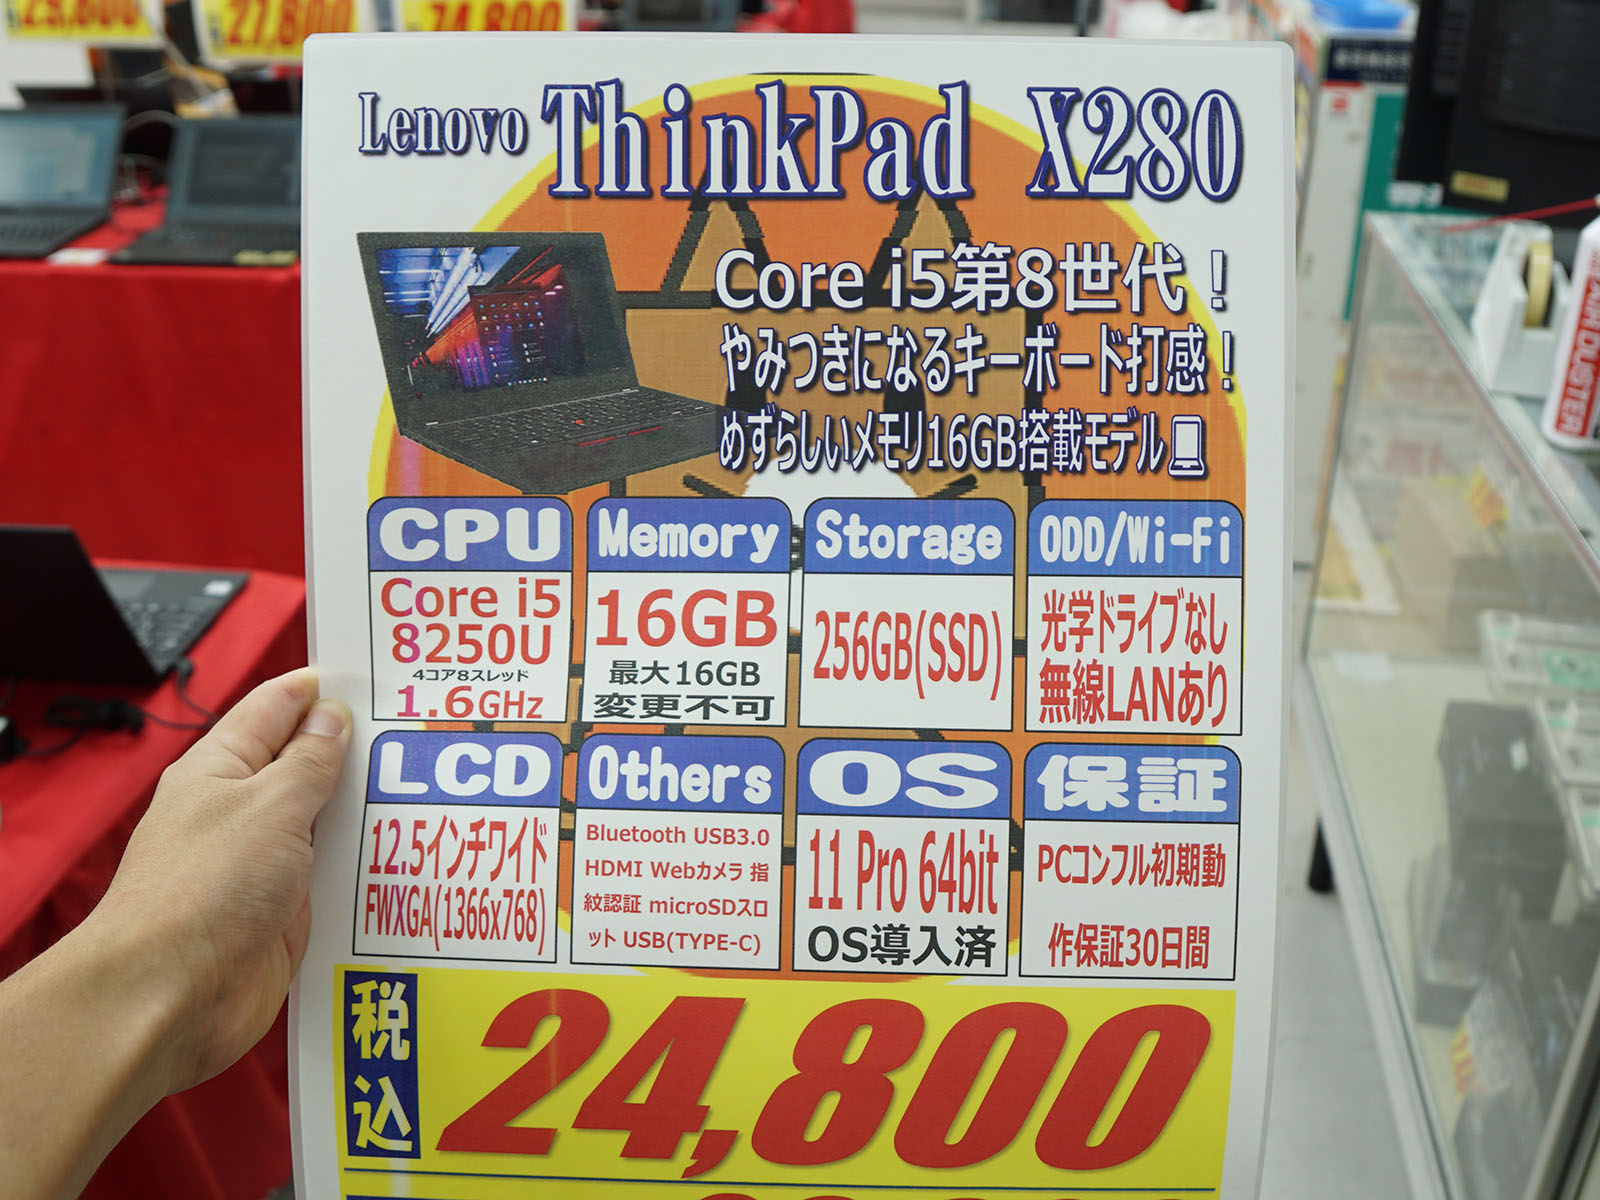 27,800
24,800
Lenovo ThinkPad X280
Core i5第8世代！
やみつきになるキーボード打感！
めずらしいメモリ16GB搭載モデル
CPU
Core i5
8250U
4コア8スレッド
1.6GHz
Memory
16GB
最大16GB
変更不可
Storage
256GB(SSD)
ODD/Wi-Fi
光学ドライブなし
無線LANあり
LCD
12.5インチワイド
FWXGA(1366x768)
Others
Bluetooth USB3.0
HDMI Webカメラ 指
紋認証 microSDスロ
ット USB(TYPE-C)
OS
11 Pro 64bit
OS導入済
保証
PCコンフル初期動
作保証30日間
税込
24,800
AIR DUSTER